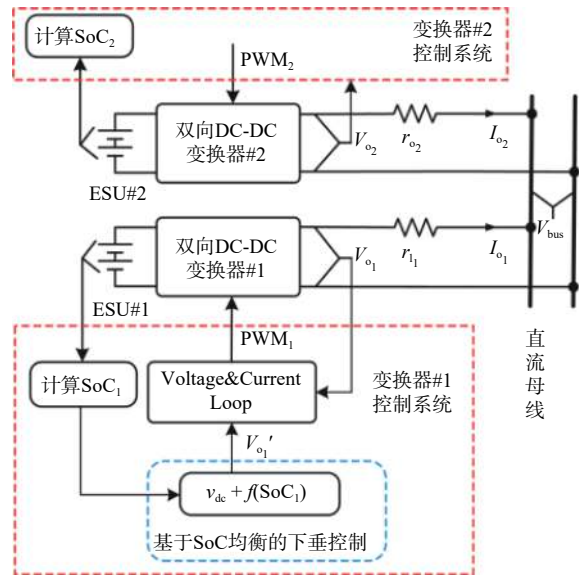 计算SoC₂
变换器#2
控制系统
PWM₂
双向DC-DC
变换器#2
Vo₂
ro₂
Io₂
ESU#2
双向DC-DC
变换器#1
Vo₁
rl₁
Io₁
Vbus
ESU#1
PWM₁
直流母线
计算SoC₁
Voltage&Current
Loop
变换器#1
控制系统
Vo₁′
vdc + f(SoC₁)
基于SoC均衡的下垂控制